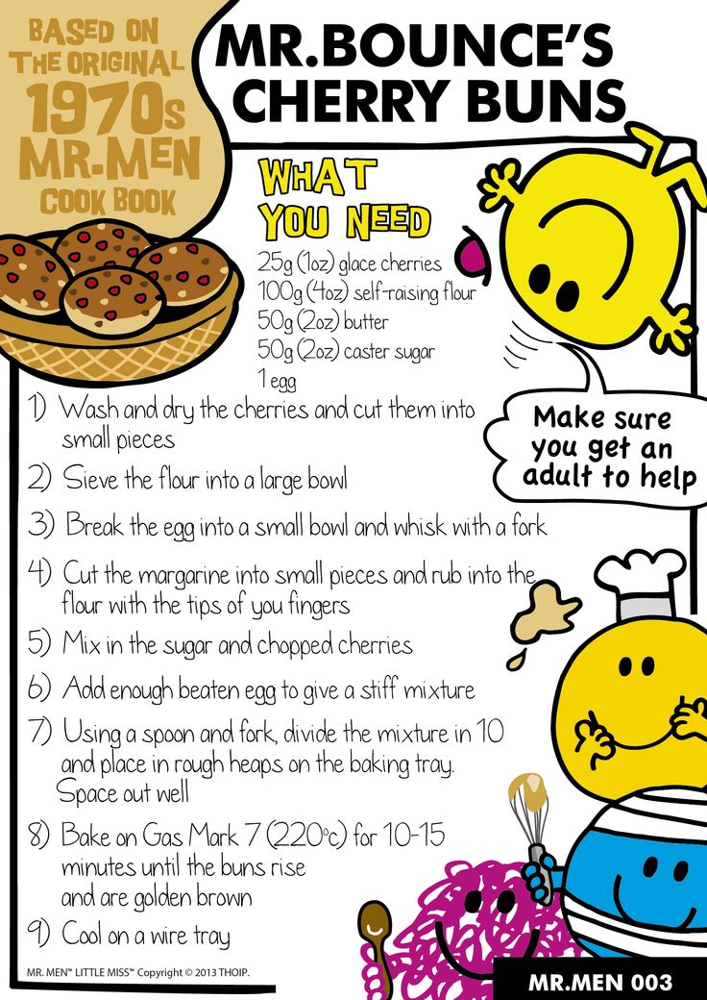 BASED ON
THE ORIGINAL
1970s
MR.MEN
COOK BOOK
MR.BOUNCE'S
CHERRY BUNS
WHAT
YOU NEED
25g (1oz) glace cherries
100g (4oz) self-raising flour
50g (2oz) butter
50g (2oz) caster sugar
1 egg
Make sure
you get an
adult to help
1) Wash and dry the cherries and cut them into
small pieces
2) Sieve the flour into a large bowl
3) Break the egg into a small bowl and whisk with a fork
4) Cut the margarine into small pieces and rub into the
flour with the tips of you fingers
5) Mix in the sugar and chopped cherries
6) Add enough beaten egg to give a stiff mixture
7) Using a spoon and fork, divide the mixture in 10
and place in rough heaps on the baking tray.
Space out well
8) Bake on Gas Mark 7 (220ºc) for 10-15
minutes until the buns rise
and are golden brown
9) Cool on a wire tray
MR. MEN™ LITTLE MISS™ Copyright © 2013 THOIP.
MR.MEN 003